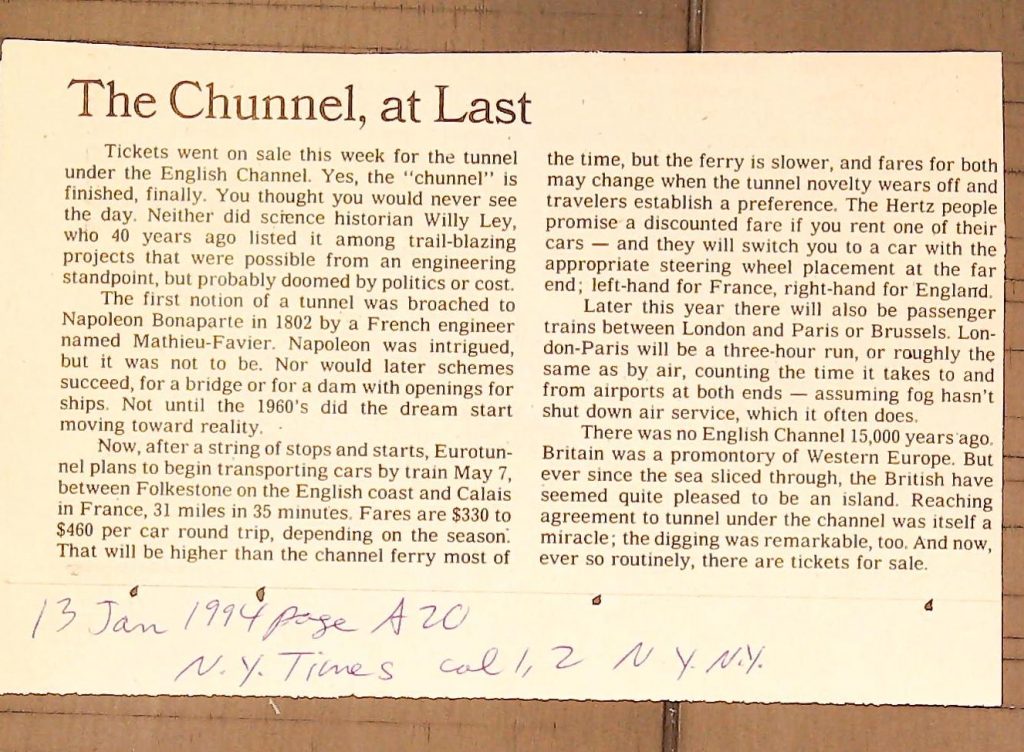 The Chunnel, at Last
Tickets went on sale this week for the tunnel
under the English Channel. Yes, the "chunnel" is
finished, finally. You thought you would never see
the day. Neither did science historian Willy Ley,
who 40 years ago listed it among trail-blazing
projects that were possible from an engineering
standpoint, but probably doomed by politics or cost.
The first notion of a tunnel was broached to
Napoleon Bonaparte in 1802 by a French engineer
named Mathieu-Favier. Napoleon was intrigued,
but it was not to be. Nor would later schemes
succeed, for a bridge or for a dam with openings for
ships. Not until the 1960's did the dream start
moving toward reality.
Now, after a string of stops and starts, Eurotun-
nel plans to begin transporting cars by train May 7,
between Folkestone on the English coast and Calais
in France, 31 miles in 35 minutes. Fares are $330 to
$460 per car round trip, depending on the season.
That will be higher than the channel ferry most of
the time, but the ferry is slower, and fares for both
may change when the tunnel novelty wears off and
travelers establish a preference. The Hertz people
promise a discounted fare if you rent one of their
cars — and they will switch you to a car with the
appropriate steering wheel placement at the far
end; left-hand for France, right-hand for England.
Later this year there will also be passenger
trains between London and Paris or Brussels. Lon-
don-Paris will be a three-hour run, or roughly the
same as by air, counting the time it takes to and
from airports at both ends — assuming fog hasn't
shut down air service, which it often does.
There was no English Channel 15,000 years ago.
Britain was a promontory of Western Europe. But
ever since the sea sliced through, the British have
seemed quite pleased to be an island. Reaching
agreement to tunnel under the channel was itself a
miracle; the digging was remarkable, too. And now,
ever so routinely, there are tickets for sale.
13 Jan 1994 page A20
N.Y. Times col 1, 2 N Y. N.Y.